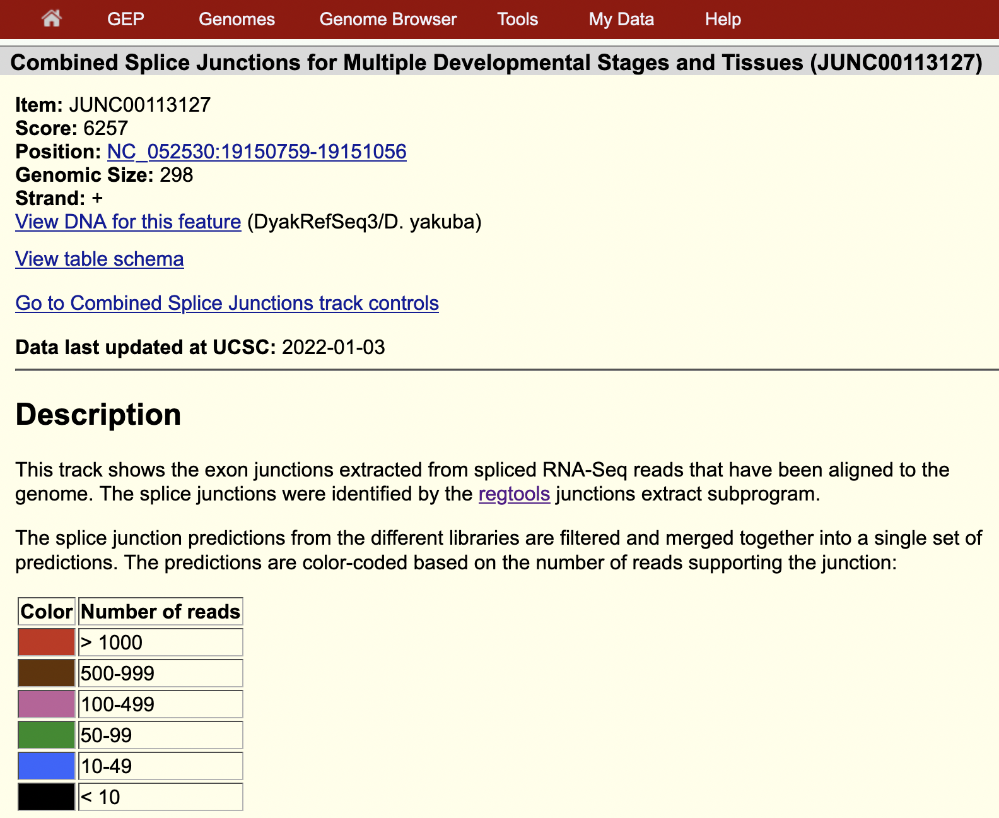 GEP Genomes Genome Browser Tools My Data Help
Combined Splice Junctions for Multiple Developmental Stages and Tissues (JUNC00113127)
Item: JUNC00113127
Score: 6257
Position: NC_052530:19150759-19151056
Genomic Size: 298
Strand: +
View DNA for this feature (DyakRefSeq3/D. yakuba)
View table schema
Go to Combined Splice Junctions track controls
Data last updated at UCSC: 2022-01-03
Description
This track shows the exon junctions extracted from spliced RNA-Seq reads that have been aligned to the
genome. The splice junctions were identified by the regtools junctions extract subprogram.
The splice junction predictions from the different libraries are filtered and merged together into a single set of
predictions. The predictions are color-coded based on the number of reads supporting the junction:
Color Number of reads
> 1000
500-999
100-499
50-99
10-49
< 10